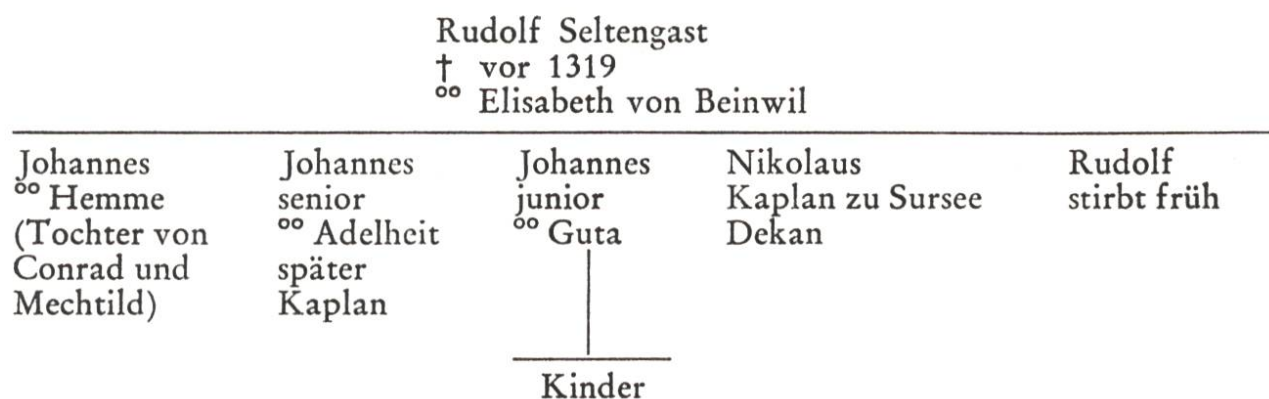 Rudolf Seltengast
† vor 1319
°° Elisabeth von Beinwil
Johannes
°° Hemme
(Tochter von
Conrad und
Mechtild)
Johannes
senior
°° Adelheit
später
Kaplan
Johannes
junior
°° Guta
Kinder
Nikolaus
Kaplan zu Sursee
Dekan
Rudolf
stirbt früh